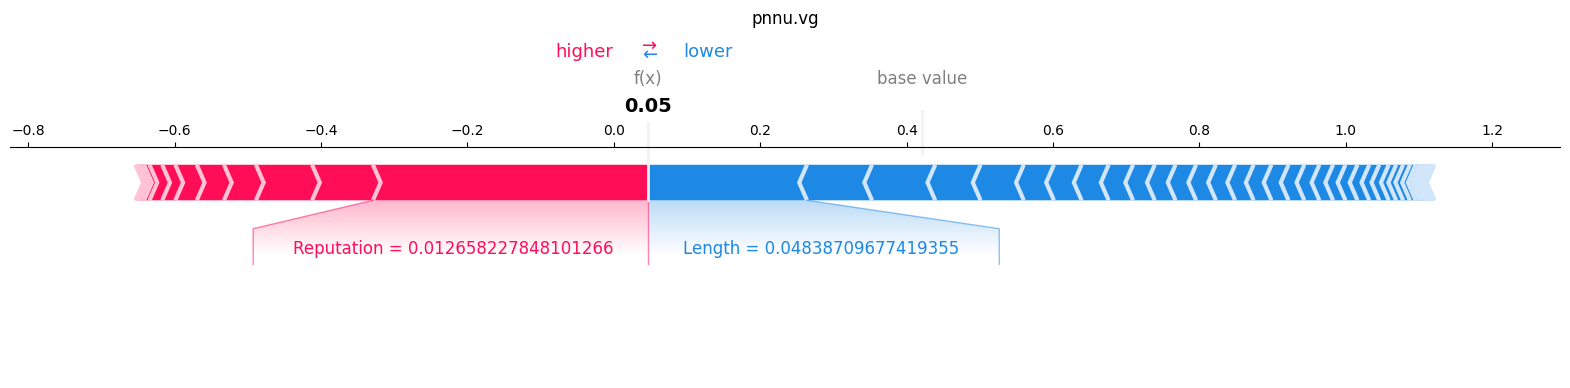 pnnu.vg
higher → ← lower
f(x) base value
0.05
−0.8 −0.6 −0.4 −0.2 0.0 0.2 0.4 0.6 0.8 1.0 1.2
Reputation = 0.012658227848101266 Length = 0.04838709677419355